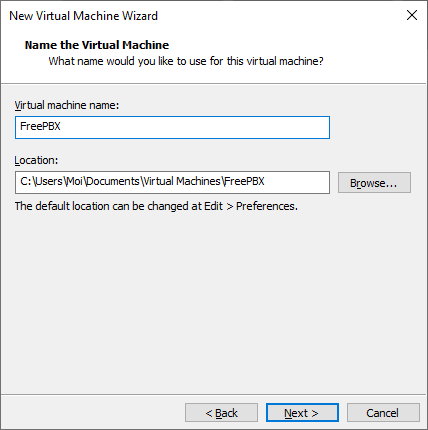 New Virtual Machine Wizard
Name the Virtual Machine
What name would you like to use for this virtual machine?
Virtual machine name:
FreePBX
Location:
C:\Users\Moi\Documents\Virtual Machines\FreePBX
Browse...
The default location can be changed at Edit > Preferences.
< Back
Next >
Cancel